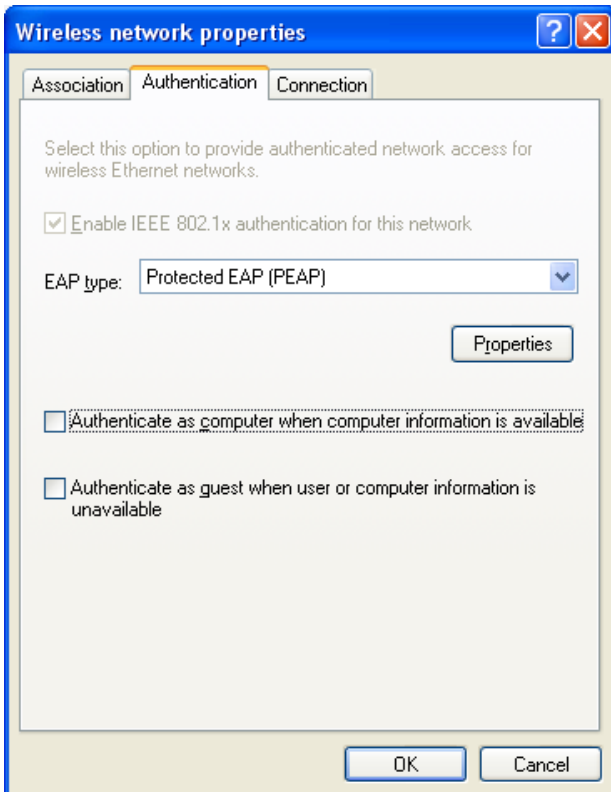 Wireless network properties
Association Authentication Connection
Select this option to provide authenticated network access for
wireless Ethernet networks.
Enable IEEE 802.1x authentication for this network
EAP type: Protected EAP (PEAP)
Properties
Authenticate as computer when computer information is available
Authenticate as guest when user or computer information is
unavailable
OK Cancel